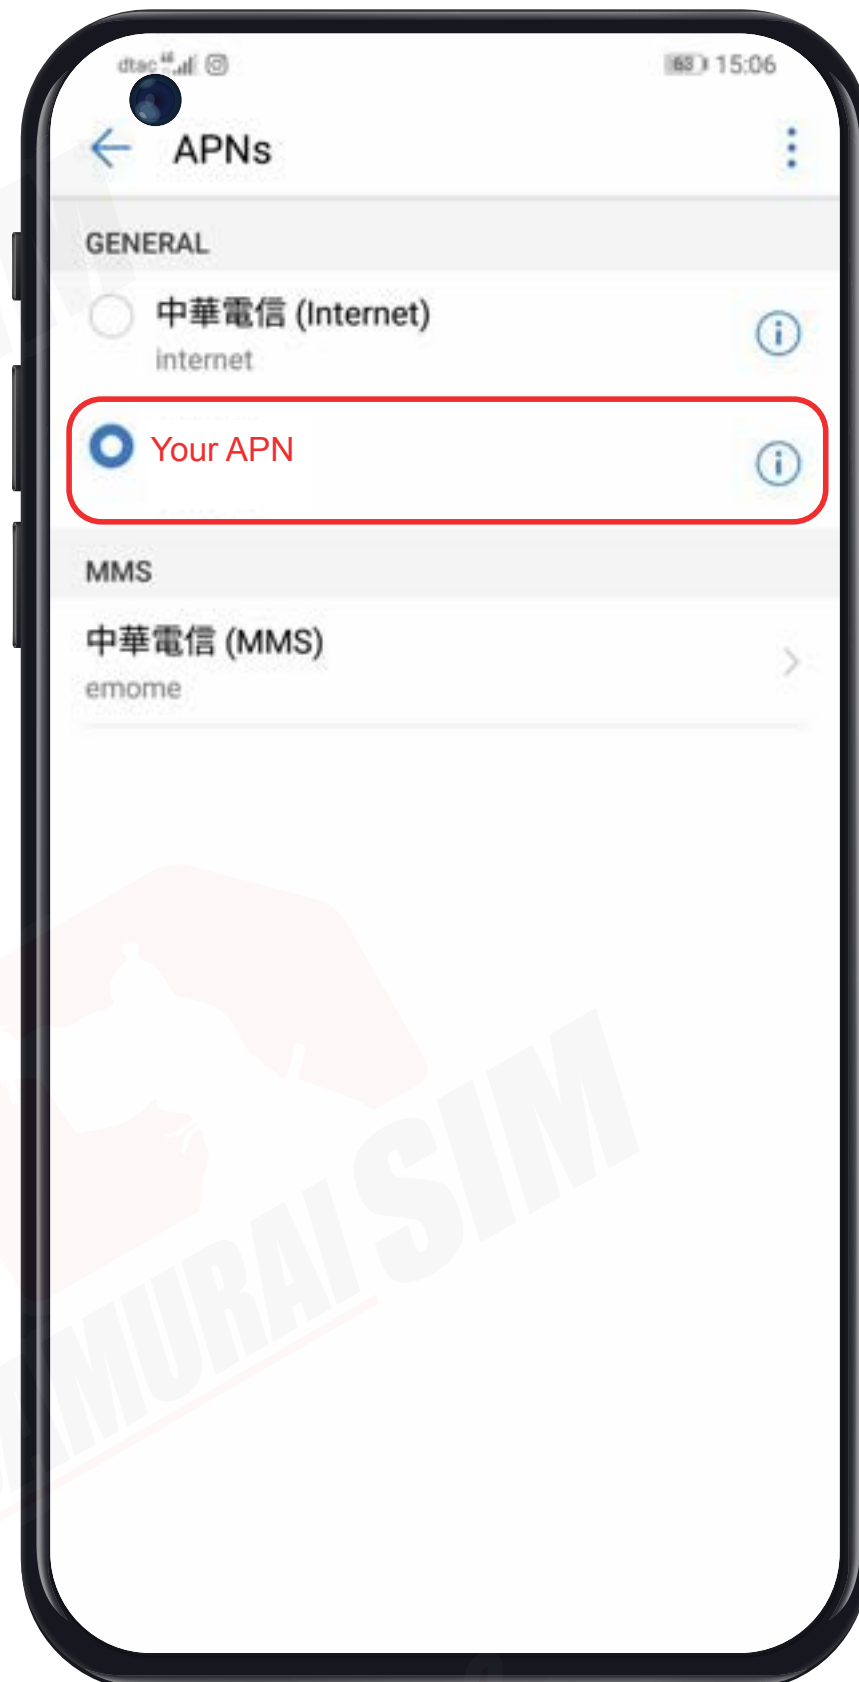 dtac 63 15:06
APNs
GENERAL
中華電信 (Internet)
internet
Your APN
MMS
中華電信 (MMS)
emome
SAMURAI SIM